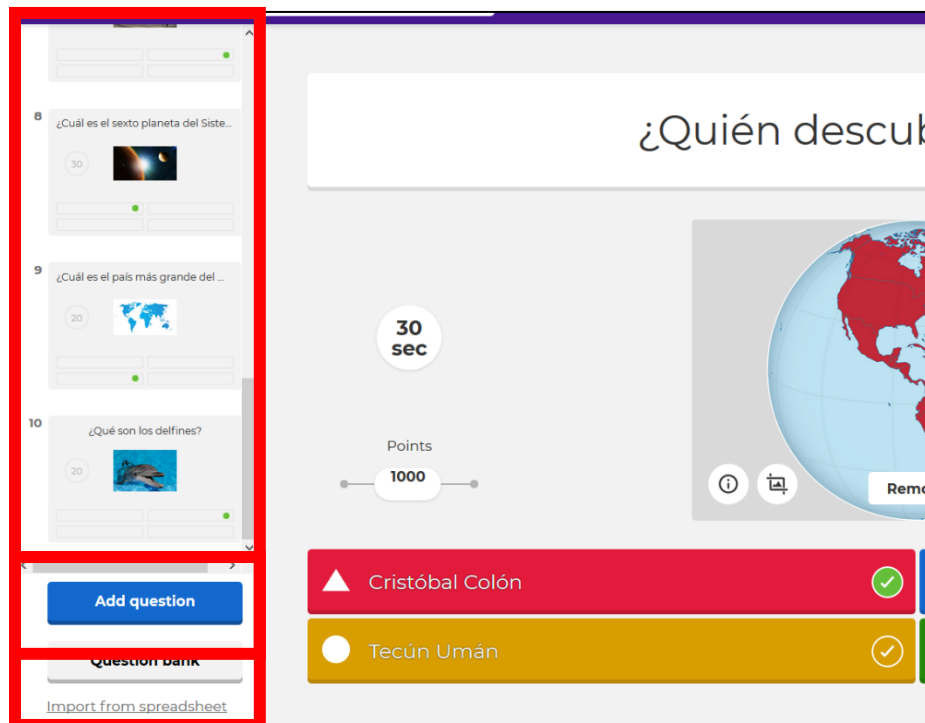 8
¿Cuál es el sexto planeta del Siste...
30
9
¿Cuál es el país más grande del ...
20
10
¿Qué son los delfines?
20
Add question
Question bank
Import from spreadsheet
¿Quién descub
30
sec
Points
1000
Remo
Cristóbal Colón
Tecún Umán